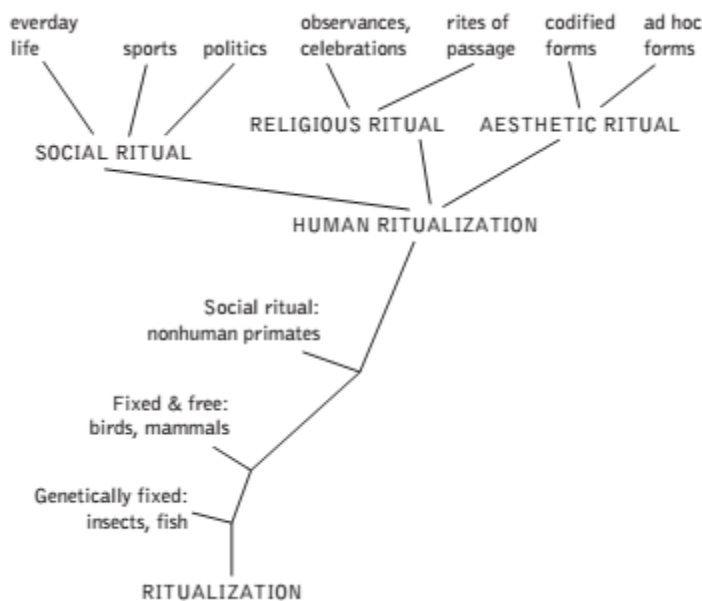 everday
life
sports
politics
observances,
celebrations
rites of
passage
codified
forms
ad hoc
forms
SOCIAL RITUAL
RELIGIOUS RITUAL
AESTHETIC RITUAL
HUMAN RITUALIZATION
Social ritual:
nonhuman primates
Fixed & free:
birds, mammals
Genetically fixed:
insects, fish
RITUALIZATION